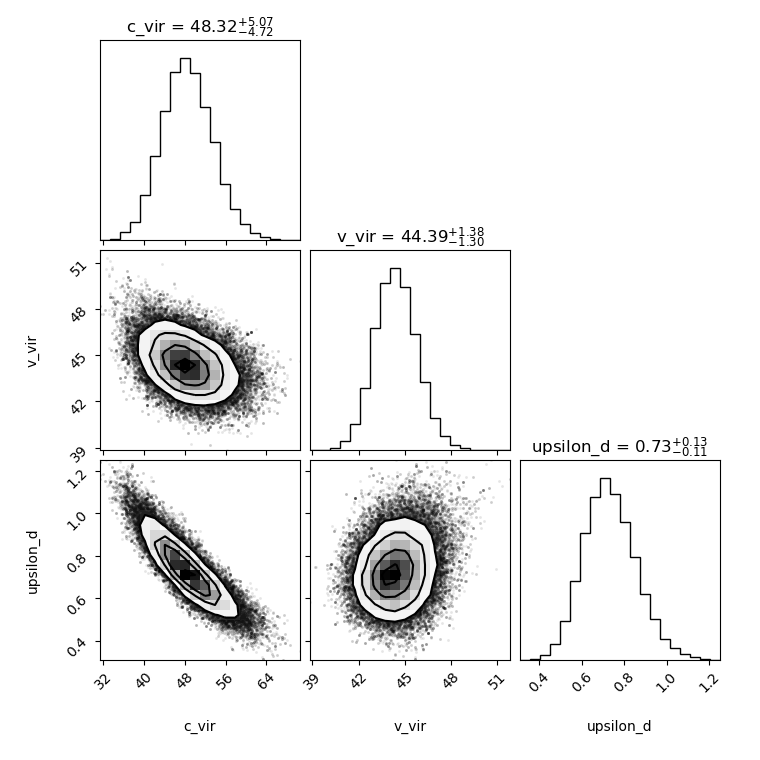 c_vir = 48.32+5.07−4.72
v_vir = 44.39+1.38−1.30
upsilon_d = 0.73+0.13−0.11
v_vir
51
48
45
42
39
upsilon_d
1.2
1.0
0.8
0.6
0.4
32 40 48 56 64
39 42 45 48 51
0.4 0.6 0.8 1.0 1.2
c_vir v_vir upsilon_d